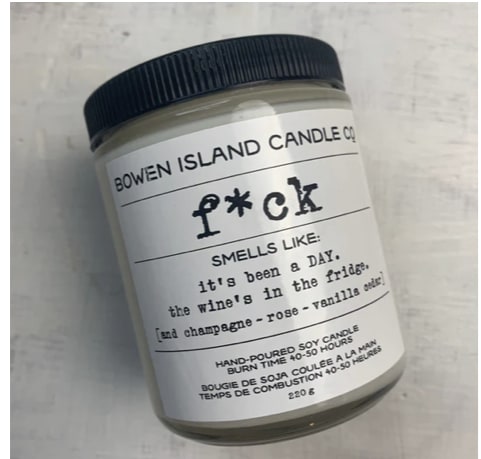 BOWEN ISLAND CANDLE CO
f*ck
SMELLS LIKE:
it's been a DAY.
the wine's in the fridge.
[and champagne - rose - vanilla cedar]
HAND-POURED SOY CANDLE
BURN TIME 40-50 HOURS
BOUGIE DE SOJA COULÉE A LA MAIN
TEMPS DE COMBUSTION 40-50 HEURES
220 g